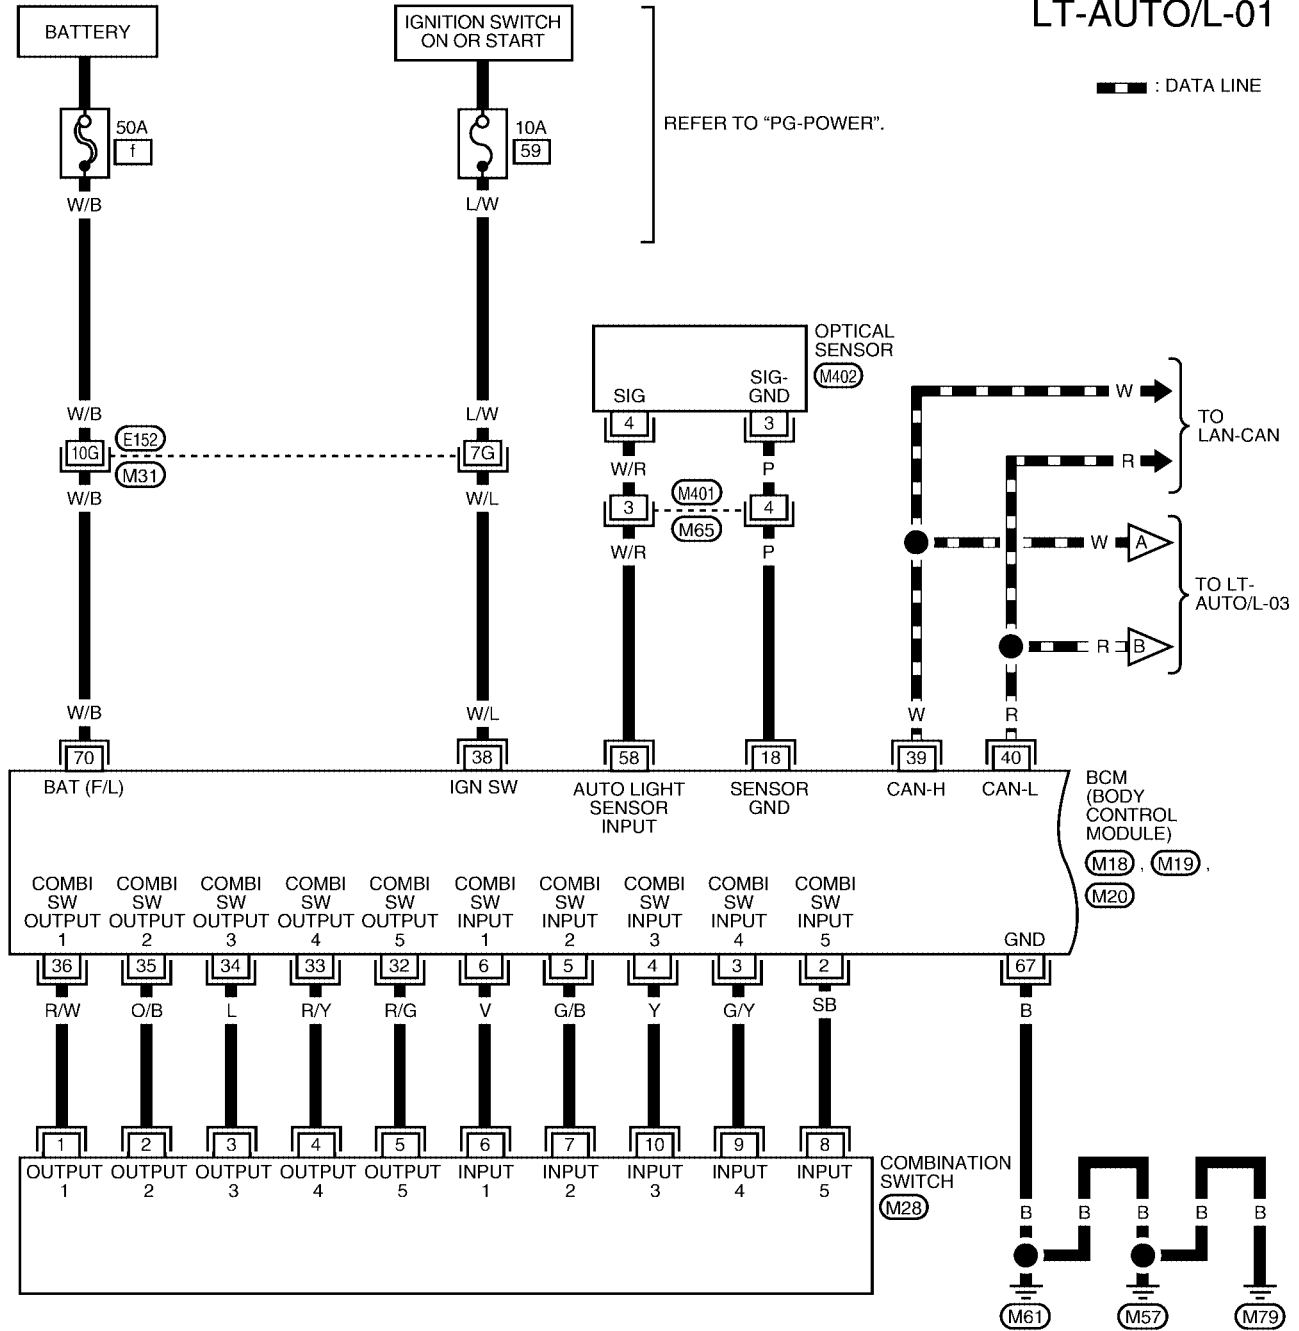 LT-AUTO/L-01
BATTERY
IGNITION SWITCH
ON OR START
: DATA LINE
50A
f
10A
59
REFER TO “PG-POWER”.
W/B
L/W
OPTICAL
SENSOR
M402
SIG
SIG-
GND
4
3
W
R
TO
LAN-CAN
W/B
L/W
10G
E152
M31
7G
W/B
W/L
W/R
P
3
M401
M65
4
W/R
P
W
A
R
B
TO LT-
AUTO/L-03
W/B
W/L
W
R
70
38
58
18
39
40
BAT (F/L)
IGN SW
AUTO LIGHT
SENSOR
INPUT
SENSOR
GND
CAN-H
CAN-L
BCM
(BODY
CONTROL
MODULE)
M18 , M19 ,
M20
COMBI
SW
OUTPUT
1
COMBI
SW
OUTPUT
2
COMBI
SW
OUTPUT
3
COMBI
SW
OUTPUT
4
COMBI
SW
OUTPUT
5
COMBI
SW
INPUT
1
COMBI
SW
INPUT
2
COMBI
SW
INPUT
3
COMBI
SW
INPUT
4
COMBI
SW
INPUT
5
GND
36
35
34
33
32
6
5
4
3
2
67
R/W
O/B
L
R/Y
R/G
V
G/B
Y
G/Y
SB
B
1
2
3
4
5
6
7
10
9
8
OUTPUT
1
OUTPUT
2
OUTPUT
3
OUTPUT
4
OUTPUT
5
INPUT
1
INPUT
2
INPUT
3
INPUT
4
INPUT
5
COMBINATION
SWITCH
M28
B
B
B
B
B
M61
M57
M79